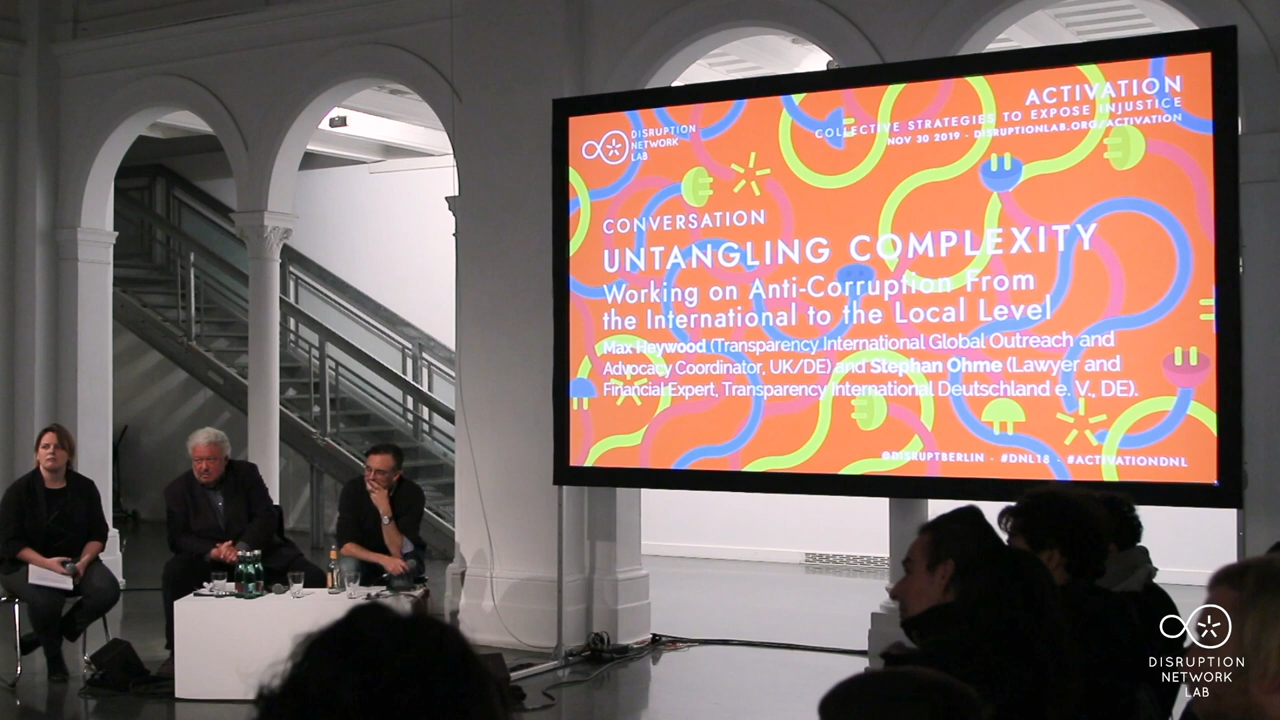 DISRUPTION
NETWORK
LAB
ACTIVATION
COLLECTIVE STRATEGIES TO EXPOSE INJUSTICE
NOV 30 2019 - DISRUPTIONLAB.ORG/ACTIVATION
CONVERSATION
UNTANGLING COMPLEXITY
Working on Anti-Corruption From
the International to the Local Level
Max Heywood (Transparency International Global Outreach and
Advocacy Coordinator, UK/DE) and Stephan Ohme (Lawyer and
Financial Expert, Transparency International Deutschland e. V., DE).
@DISRUPTBERLIN - #DNL18 - #ACTIVATIONDNL
DISRUPTION
NETWORK
LAB